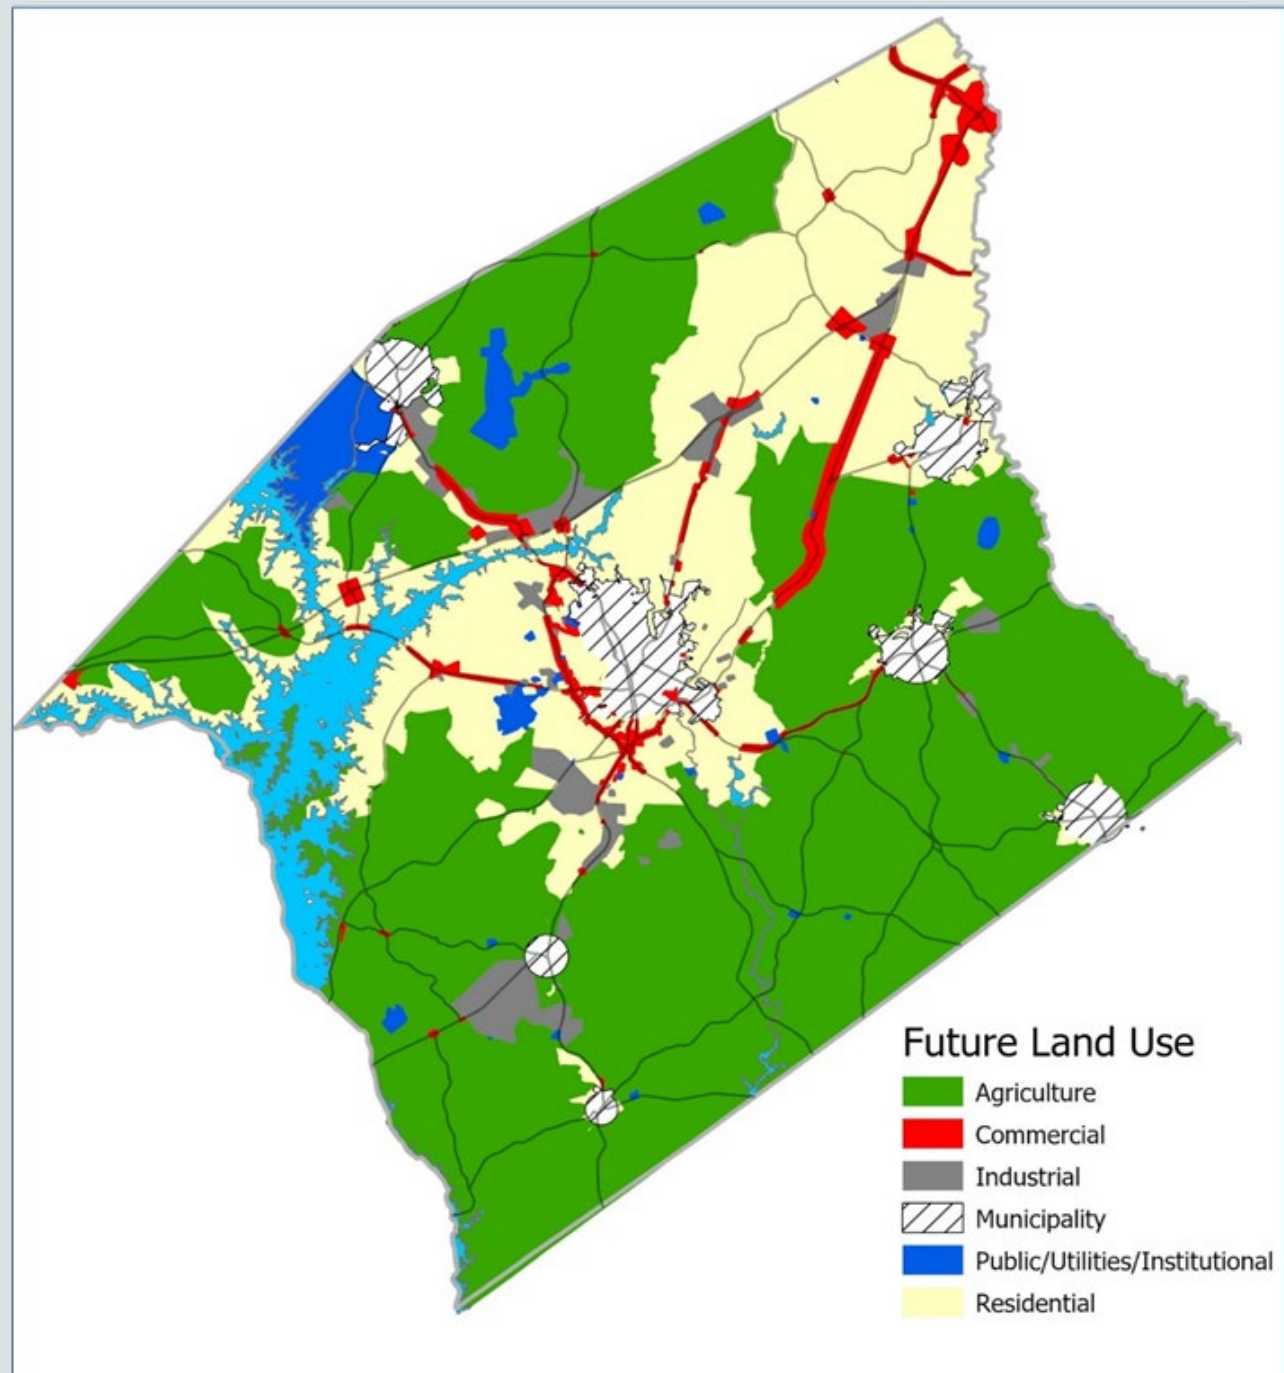 Future Land Use
Agriculture
Commercial
Industrial
Municipality
Public/Utilities/Institutional
Residential